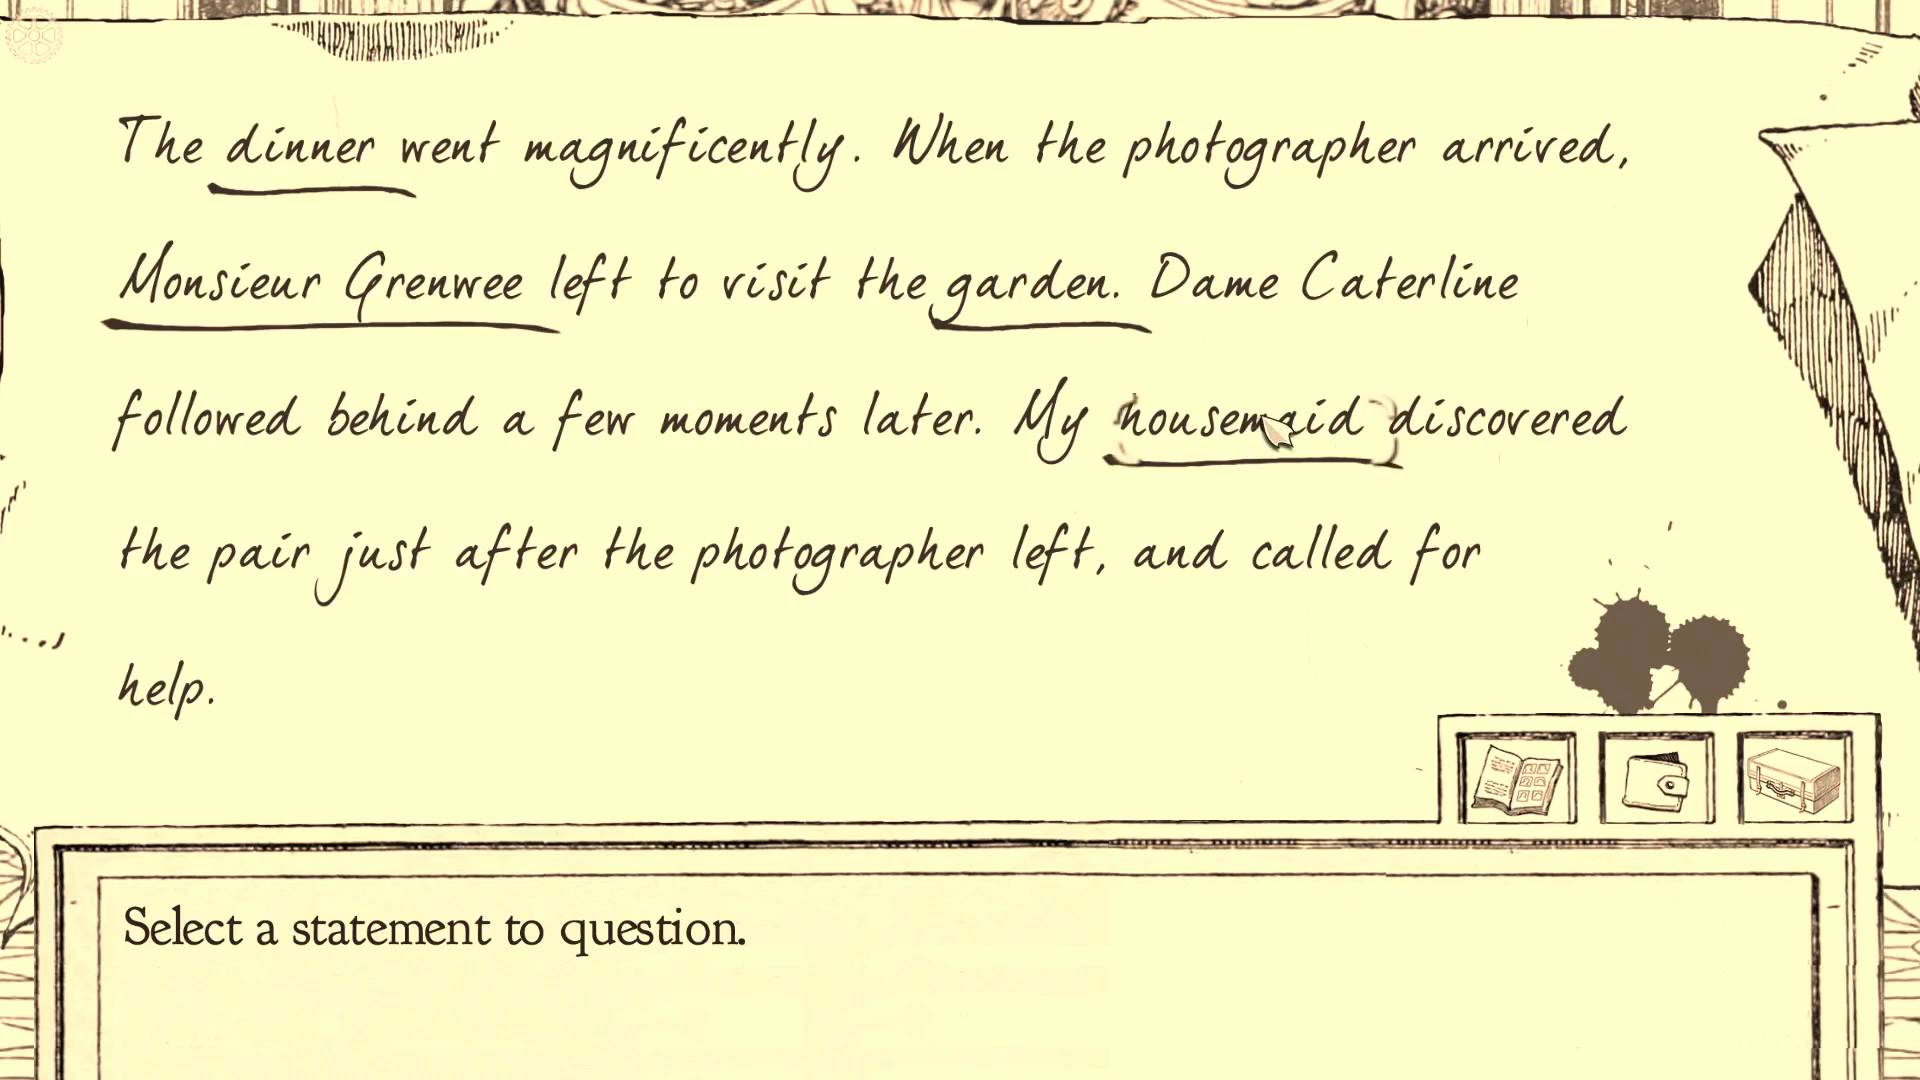 The dinner went magnificently. When the photographer arrived,
Monsieur Grenwee left to visit the garden. Dame Caterline
followed behind a few moments later. My housemaid discovered
the pair just after the photographer left, and called for
help.
Select a statement to question.